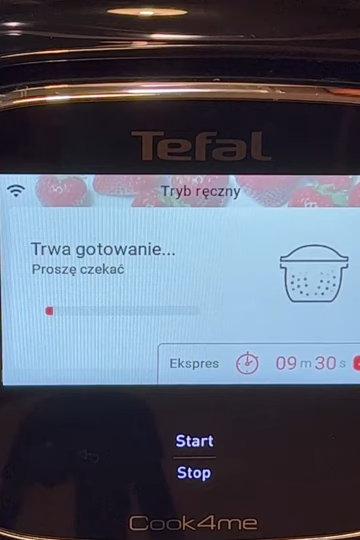 Tefal
Tryb ręczny
Trwa gotowanie...
Proszę czekać
Ekspres 09 m 30 s
Start
Stop
Cook4me